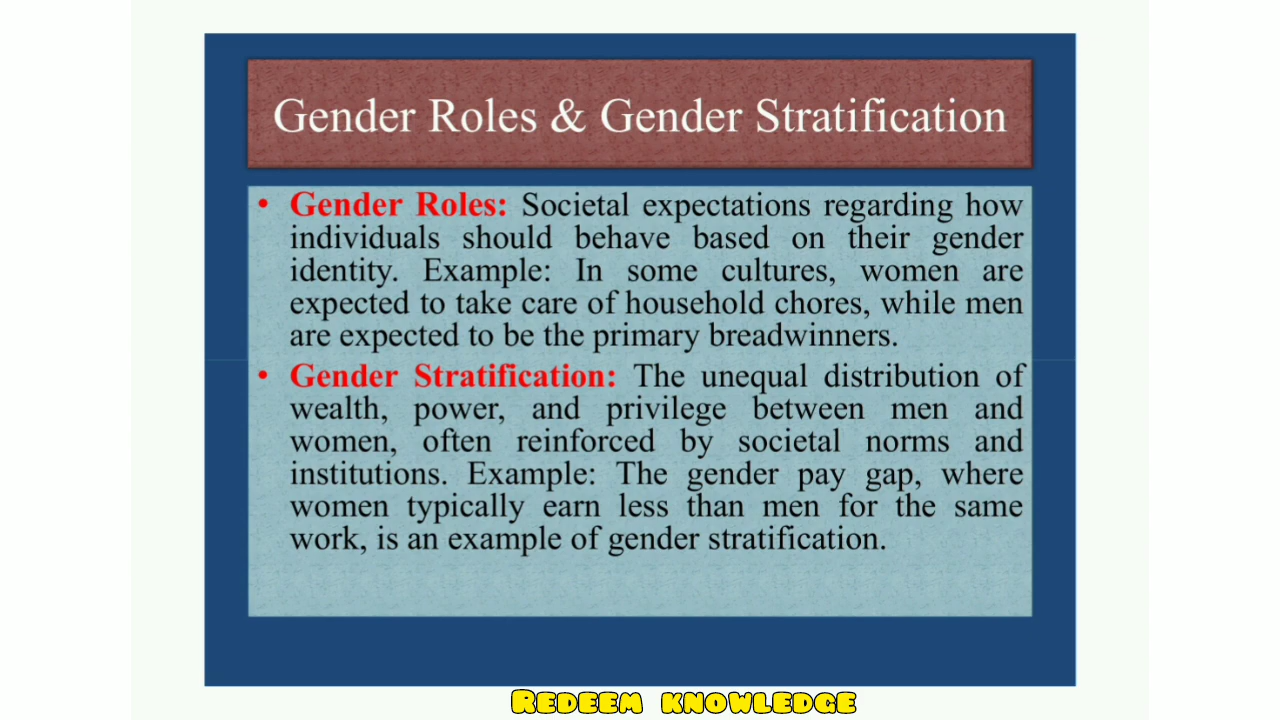 Gender Roles & Gender Stratification
• Gender Roles: Societal expectations regarding how
individuals should behave based on their gender
identity. Example: In some cultures, women are
expected to take care of household chores, while men
are expected to be the primary breadwinners.
• Gender Stratification: The unequal distribution of
wealth, power, and privilege between men and
women, often reinforced by societal norms and
institutions. Example: The gender pay gap, where
women typically earn less than men for the same
work, is an example of gender stratification.
Redeem knowledge